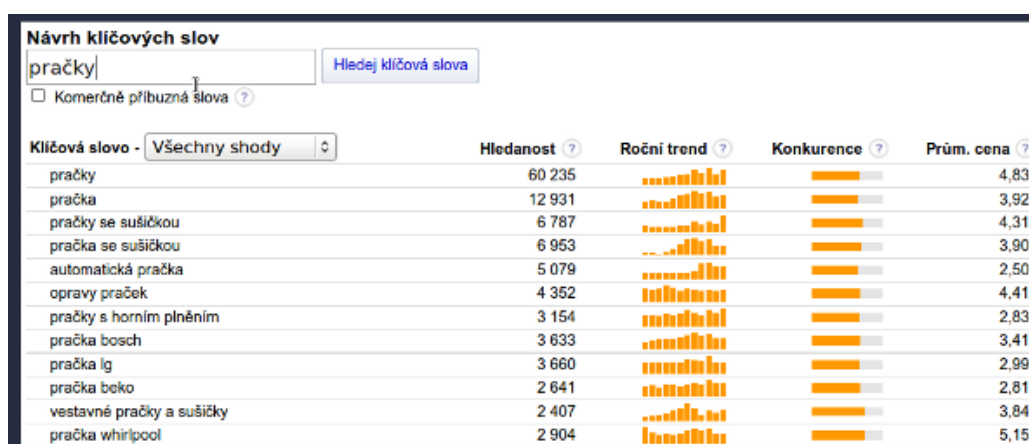 Návrh klíčových slov
pračky Hledej klíčová slova
Komerčně příbuzná slova ?
Klíčová slovo - Všechny shody Hledanost ? Roční trend ? Konkurence ? Prům. cena ?
pračky 60 235 4,83
pračka 12 931 3,92
pračky se sušičkou 6 787 4,31
pračka se sušičkou 6 953 3,90
automatická pračka 5 079 2,50
opravy praček 4 352 4,41
pračky s horním plněním 3 154 2,83
pračka bosch 3 633 3,41
pračka lg 3 660 2,99
pračka beko 2 641 2,81
vestavné pračky a sušičky 2 407 3,84
pračka whirlpool 2 904 5,15